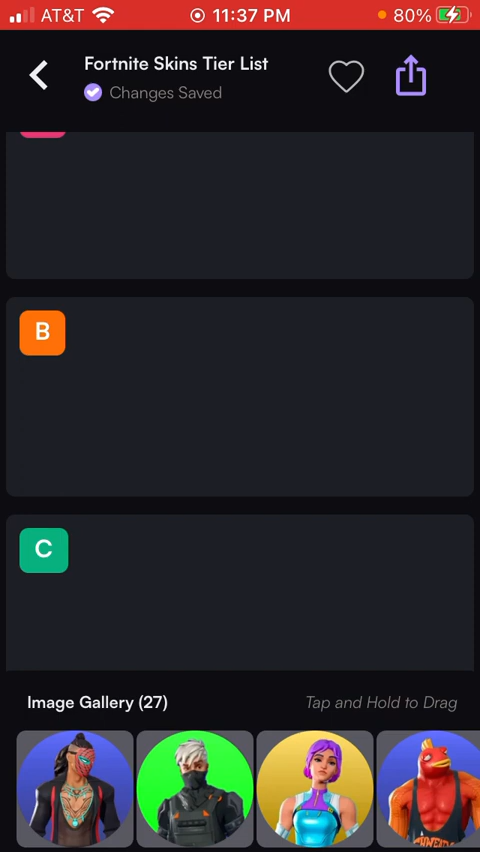 AT&T 11:37 PM 80%
Fortnite Skins Tier List
Changes Saved
B
C
Image Gallery (27) Tap and Hold to Drag